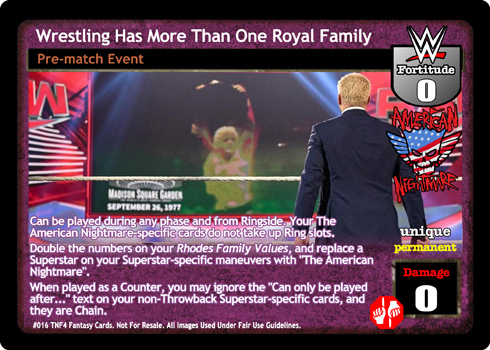 Wrestling Has More Than One Royal Family
Pre-match Event
Fortitude
0
AMERICAN
NIGHTMARE
MADISON SQUARE GARDEN
SEPTEMBER 26, 1977
Can be played during any phase and from Ringside. Your The
American Nightmare-specific cards do not take up Ring slots.
Double the numbers on your Rhodes Family Values, and replace a
Superstar on your Superstar-specific maneuvers with "The American
Nightmare".
When played as a Counter, you may ignore the "Can only be played
after..." text on your non-Throwback Superstar-specific cards, and
they are Chain.
unique
permanent
Damage
0
#016 TNF4 Fantasy Cards. Not For Resale. All Images Used Under Fair Use Guidelines.